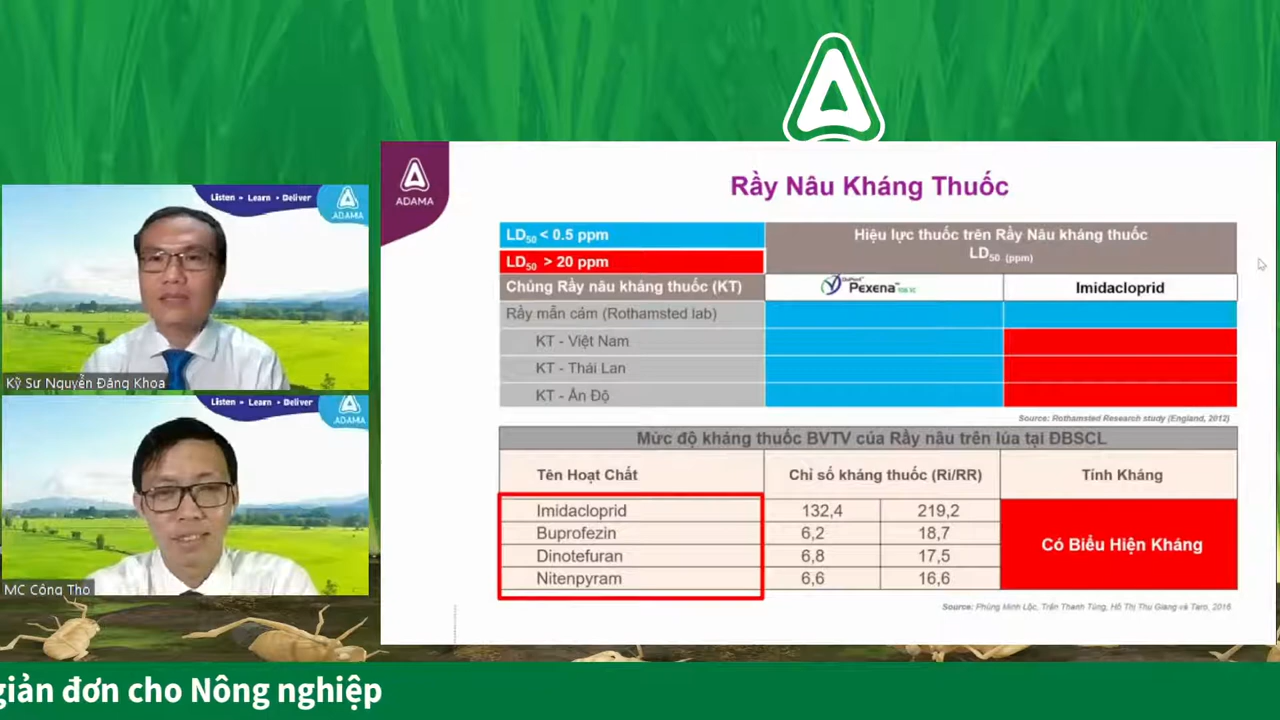 Listen • Learn • Deliver
ADAMA
Kỹ Sư Nguyễn Đăng Khoa
Listen • Learn • Deliver
ADAMA
MC Công Thọ
ADAMA
Rầy Nâu Kháng Thuốc
LD50 < 0.5 ppm
LD50 > 20 ppm
Hiệu lực thuốc trên Rầy Nâu kháng thuốc
LD50 (ppm)
Chủng Rầy nâu kháng thuốc (KT)
Pexena
Imidacloprid
Rầy mẫn cảm (Rothamsted lab)
KT - Việt Nam
KT - Thái Lan
KT - Ấn Độ
Source: Rothamsted Research study (England, 2012)
Mức độ kháng thuốc BVTV của Rầy nâu trên lúa tại ĐBSCL
Tên Hoạt Chất Chỉ số kháng thuốc (Ri/RR) Tính Kháng
Imidacloprid 132,4 219,2
Buprofezin 6,2 18,7
Dinotefuran 6,8 17,5
Nitenpyram 6,6 16,6
Có Biểu Hiện Kháng
Source: Phùng Minh Lộc, Trần Thanh Tùng, Hồ Thị Thu Giang và Taro, 2016
giản đơn cho Nông nghiệp